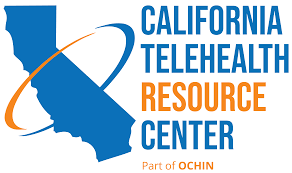 CALIFORNIA
TELEHEALTH
RESOURCE
CENTER
Part of OCHIN